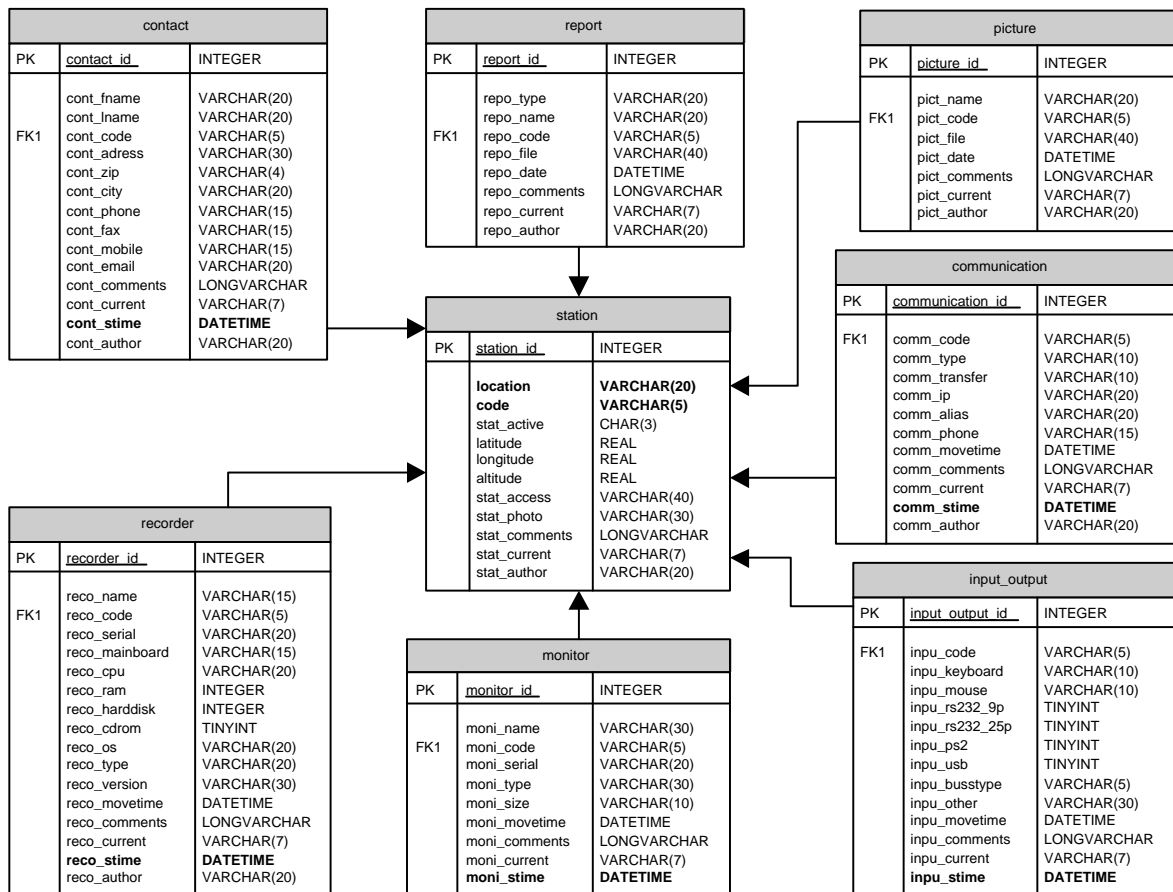 contact
PK contact_id INTEGER
cont_fname VARCHAR(20)
cont_lname VARCHAR(20)
FK1 cont_code VARCHAR(5)
cont_adress VARCHAR(30)
cont_zip VARCHAR(4)
cont_city VARCHAR(20)
cont_phone VARCHAR(15)
cont_fax VARCHAR(15)
cont_mobile VARCHAR(15)
cont_email VARCHAR(20)
cont_comments LONGVARCHAR
cont_current VARCHAR(7)
cont_stime DATETIME
cont_author VARCHAR(20)
report
PK report_id INTEGER
repo_type VARCHAR(20)
repo_name VARCHAR(20)
FK1 repo_code VARCHAR(5)
repo_file VARCHAR(40)
repo_date DATETIME
repo_comments LONGVARCHAR
repo_current VARCHAR(7)
repo_author VARCHAR(20)
picture
PK picture_id INTEGER
pict_name VARCHAR(20)
FK1 pict_code VARCHAR(5)
pict_file VARCHAR(40)
pict_date DATETIME
pict_comments LONGVARCHAR
pict_current VARCHAR(7)
pict_author VARCHAR(20)
station
PK station_id INTEGER
location VARCHAR(20)
code VARCHAR(5)
stat_active CHAR(3)
latitude REAL
longitude REAL
altitude REAL
stat_access VARCHAR(40)
stat_photo VARCHAR(30)
stat_comments LONGVARCHAR
stat_current VARCHAR(7)
stat_author VARCHAR(20)
communication
PK communication_id INTEGER
FK1 comm_code VARCHAR(5)
comm_type VARCHAR(10)
comm_transfer VARCHAR(10)
comm_ip VARCHAR(20)
comm_alias VARCHAR(20)
comm_phone VARCHAR(15)
comm_movetime DATETIME
comm_comments LONGVARCHAR
comm_current VARCHAR(7)
comm_stime DATETIME
comm_author VARCHAR(20)
recorder
PK recorder_id INTEGER
reco_name VARCHAR(15)
FK1 reco_code VARCHAR(5)
reco_serial VARCHAR(20)
reco_mainboard VARCHAR(15)
reco_cpu VARCHAR(20)
reco_ram INTEGER
reco_harddisk INTEGER
reco_cdrom TINYINT
reco_os VARCHAR(20)
reco_type VARCHAR(20)
reco_version VARCHAR(30)
reco_movetime DATETIME
reco_comments LONGVARCHAR
reco_current VARCHAR(7)
reco_stime DATETIME
reco_author VARCHAR(20)
monitor
PK monitor_id INTEGER
moni_name VARCHAR(30)
FK1 moni_code VARCHAR(5)
moni_serial VARCHAR(20)
moni_type VARCHAR(30)
moni_size VARCHAR(10)
moni_movetime DATETIME
moni_comments LONGVARCHAR
moni_current VARCHAR(7)
moni_stime DATETIME
input_output
PK input_output_id INTEGER
FK1 inpu_code VARCHAR(5)
inpu_keyboard VARCHAR(10)
inpu_mouse VARCHAR(10)
inpu_rs232_9p TINYINT
inpu_rs232_25p TINYINT
inpu_ps2 TINYINT
inpu_usb TINYINT
inpu_busstype VARCHAR(5)
inpu_other VARCHAR(30)
inpu_movetime DATETIME
inpu_comments LONGVARCHAR
inpu_current VARCHAR(7)
inpu_stime DATETIME